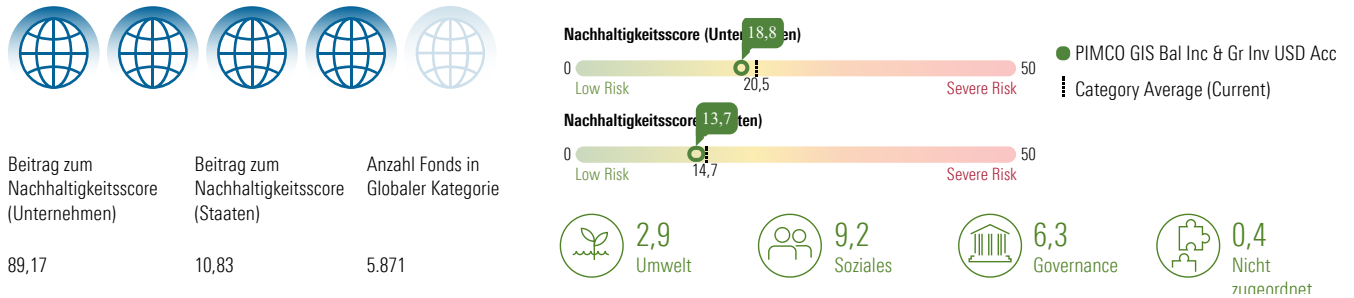 Beitrag zum
Nachhaltigkeitsscore
(Unternehmen)
89,17
Beitrag zum
Nachhaltigkeitsscore
(Staaten)
10,83
Anzahl Fonds in
Globaler Kategorie
5.871
Nachhaltigkeitsscore (Unte en)
18,8
0
50
Low Risk
20,5
Severe Risk
Nachhaltigkeitsscore ten)
13,7
0
50
Low Risk
14,7
Severe Risk
PIMCO GIS Bal Inc & Gr Inv USD Acc
Category Average (Current)
2,9
Umwelt
9,2
Soziales
6,3
Governance
0,4
Nicht
zugeordnet